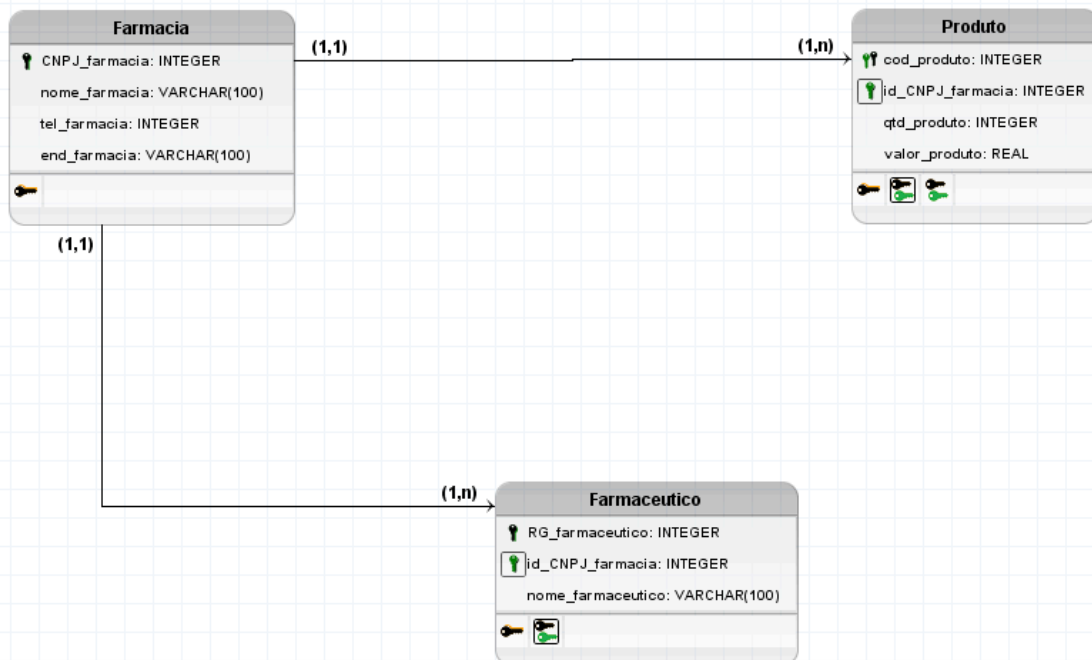 Farmacia
CNPJ_farmacia: INTEGER
nome_farmacia: VARCHAR(100)
tel_farmacia: INTEGER
end_farmacia: VARCHAR(100)
(1,1)
(1,n)
Produto
cod_produto: INTEGER
id_CNPJ_farmacia: INTEGER
qtd_produto: INTEGER
valor_produto: REAL
(1,1)
(1,n)
Farmaceutico
RG_farmaceutico: INTEGER
id_CNPJ_farmacia: INTEGER
nome_farmaceutico: VARCHAR(100)